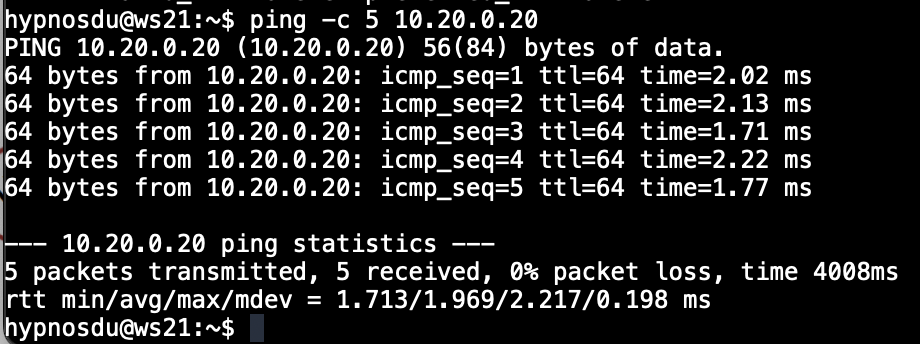 hypnosdu@ws21:~$ ping -c 5 10.20.0.20
PING 10.20.0.20 (10.20.0.20) 56(84) bytes of data.
64 bytes from 10.20.0.20: icmp_seq=1 ttl=64 time=2.02 ms
64 bytes from 10.20.0.20: icmp_seq=2 ttl=64 time=2.13 ms
64 bytes from 10.20.0.20: icmp_seq=3 ttl=64 time=1.71 ms
64 bytes from 10.20.0.20: icmp_seq=4 ttl=64 time=2.22 ms
64 bytes from 10.20.0.20: icmp_seq=5 ttl=64 time=1.77 ms

--- 10.20.0.20 ping statistics ---
5 packets transmitted, 5 received, 0% packet loss, time 4008ms
rtt min/avg/max/mdev = 1.713/1.969/2.217/0.198 ms
hypnosdu@ws21:~$